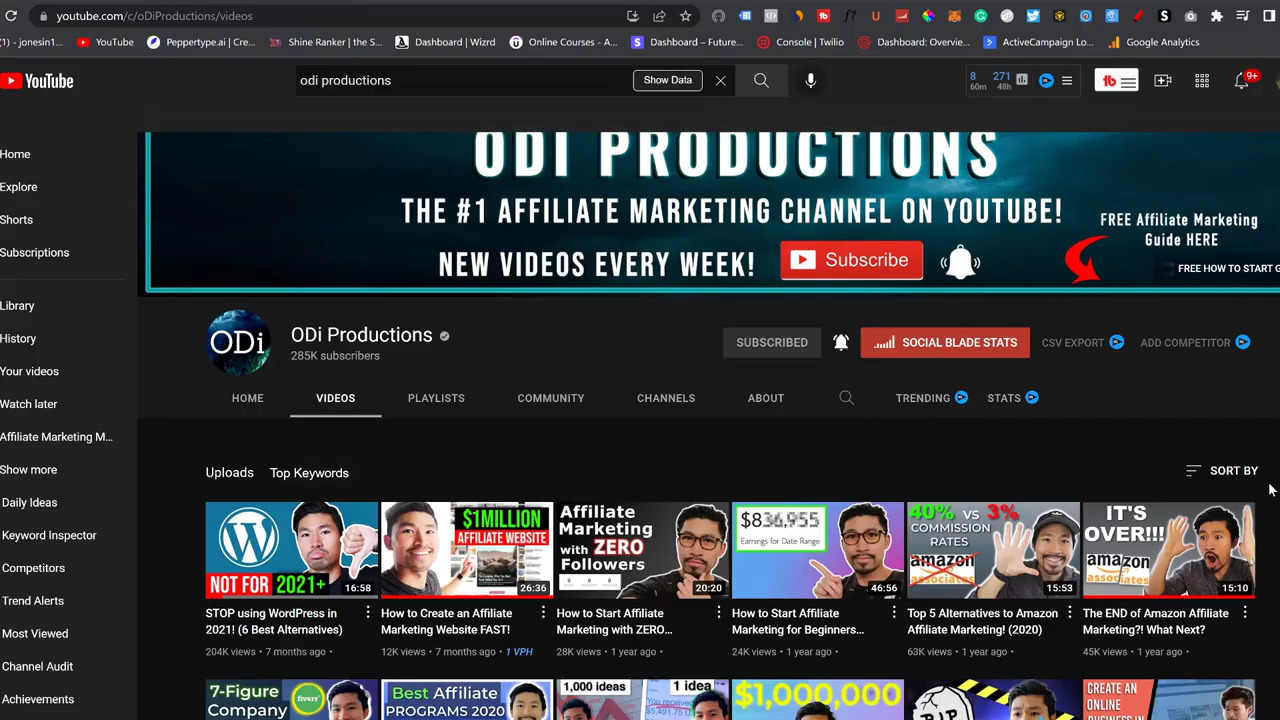 youtube.com/c/oDiProductions/videos
1) - jonesin1...
YouTube
Peppertype.ai | Cre...
Shine Ranker | the S...
Dashboard | Wizrd
Online Courses - A...
Dashboard – Future...
Console | Twilio
Dashboard: Overvie...
ActiveCampaign Lo...
Google Analytics
YouTube
odi productions
Show Data
8
60m
271
48h
tb
9+
Home
Explore
Shorts
Subscriptions
Library
History
Your videos
Watch later
Affiliate Marketing M...
Show more
Daily Ideas
Keyword Inspector
Competitors
Trend Alerts
Most Viewed
Channel Audit
Achievements
ODI PRODUCTIONS
THE #1 AFFILIATE MARKETING CHANNEL ON YOUTUBE!
NEW VIDEOS EVERY WEEK!
Subscribe
FREE Affiliate Marketing
Guide HERE
FREE HOW TO START G
ODi
ODi Productions
285K subscribers
SUBSCRIBED
SOCIAL BLADE STATS
CSV EXPORT
ADD COMPETITOR
HOME
VIDEOS
PLAYLISTS
COMMUNITY
CHANNELS
ABOUT
TRENDING
STATS
Uploads
Top Keywords
SORT BY
NOT FOR 2021+
16:58
STOP using WordPress in
2021! (6 Best Alternatives)
204K views • 7 months ago •
$1MILLION
AFFILIATE WEBSITE
26:36
How to Create an Affiliate
Marketing Website FAST!
12K views • 7 months ago • 1 VPH
Affiliate
Marketing
with ZERO
Followers
20:20
How to Start Affiliate
Marketing with ZERO...
28K views • 1 year ago •
$836,955
Earnings for Date Range
46:56
How to Start Affiliate
Marketing for Beginners...
24K views • 1 year ago •
40% VS 3%
COMMISSION
RATES
amazon
associates
15:53
Top 5 Alternatives to Amazon
Affiliate Marketing! (2020)
63K views • 1 year ago •
IT'S
OVER!!!
amazon
associates
15:10
The END of Amazon Affiliate
Marketing?! What Next?
45K views • 1 year ago •
7-Figure
Company
fiverr
Best Affiliate
PROGRAMS 2020
1,000 ideas
1 idea
$5,491.75
$1,000,000
RIP
CREATE AN
ONLINE
BUSINESS IN